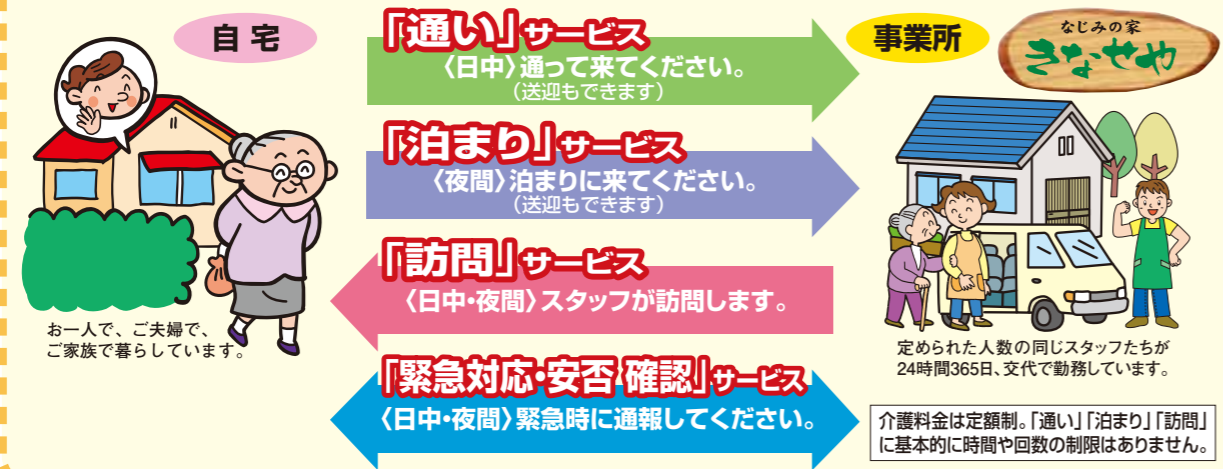 自宅
お一人で、ご夫婦で、
ご家族で暮らしています。
「通い」サービス
〈日中〉通って来てください。
(送迎もできます)
「泊まり」サービス
〈夜間〉泊まりに来てください。
(送迎もできます)
「訪問」サービス
〈日中・夜間〉スタッフが訪問します。
「緊急対応・安否確認」サービス
〈日中・夜間〉緊急時に通報してください。
事業所
なじみの家
きなせや
定められた人数の同じスタッフたちが
24時間365日、交代で勤務しています。
介護料金は定額制。「通い」「泊まり」「訪問」
に基本的に時間や回数の制限はありません。